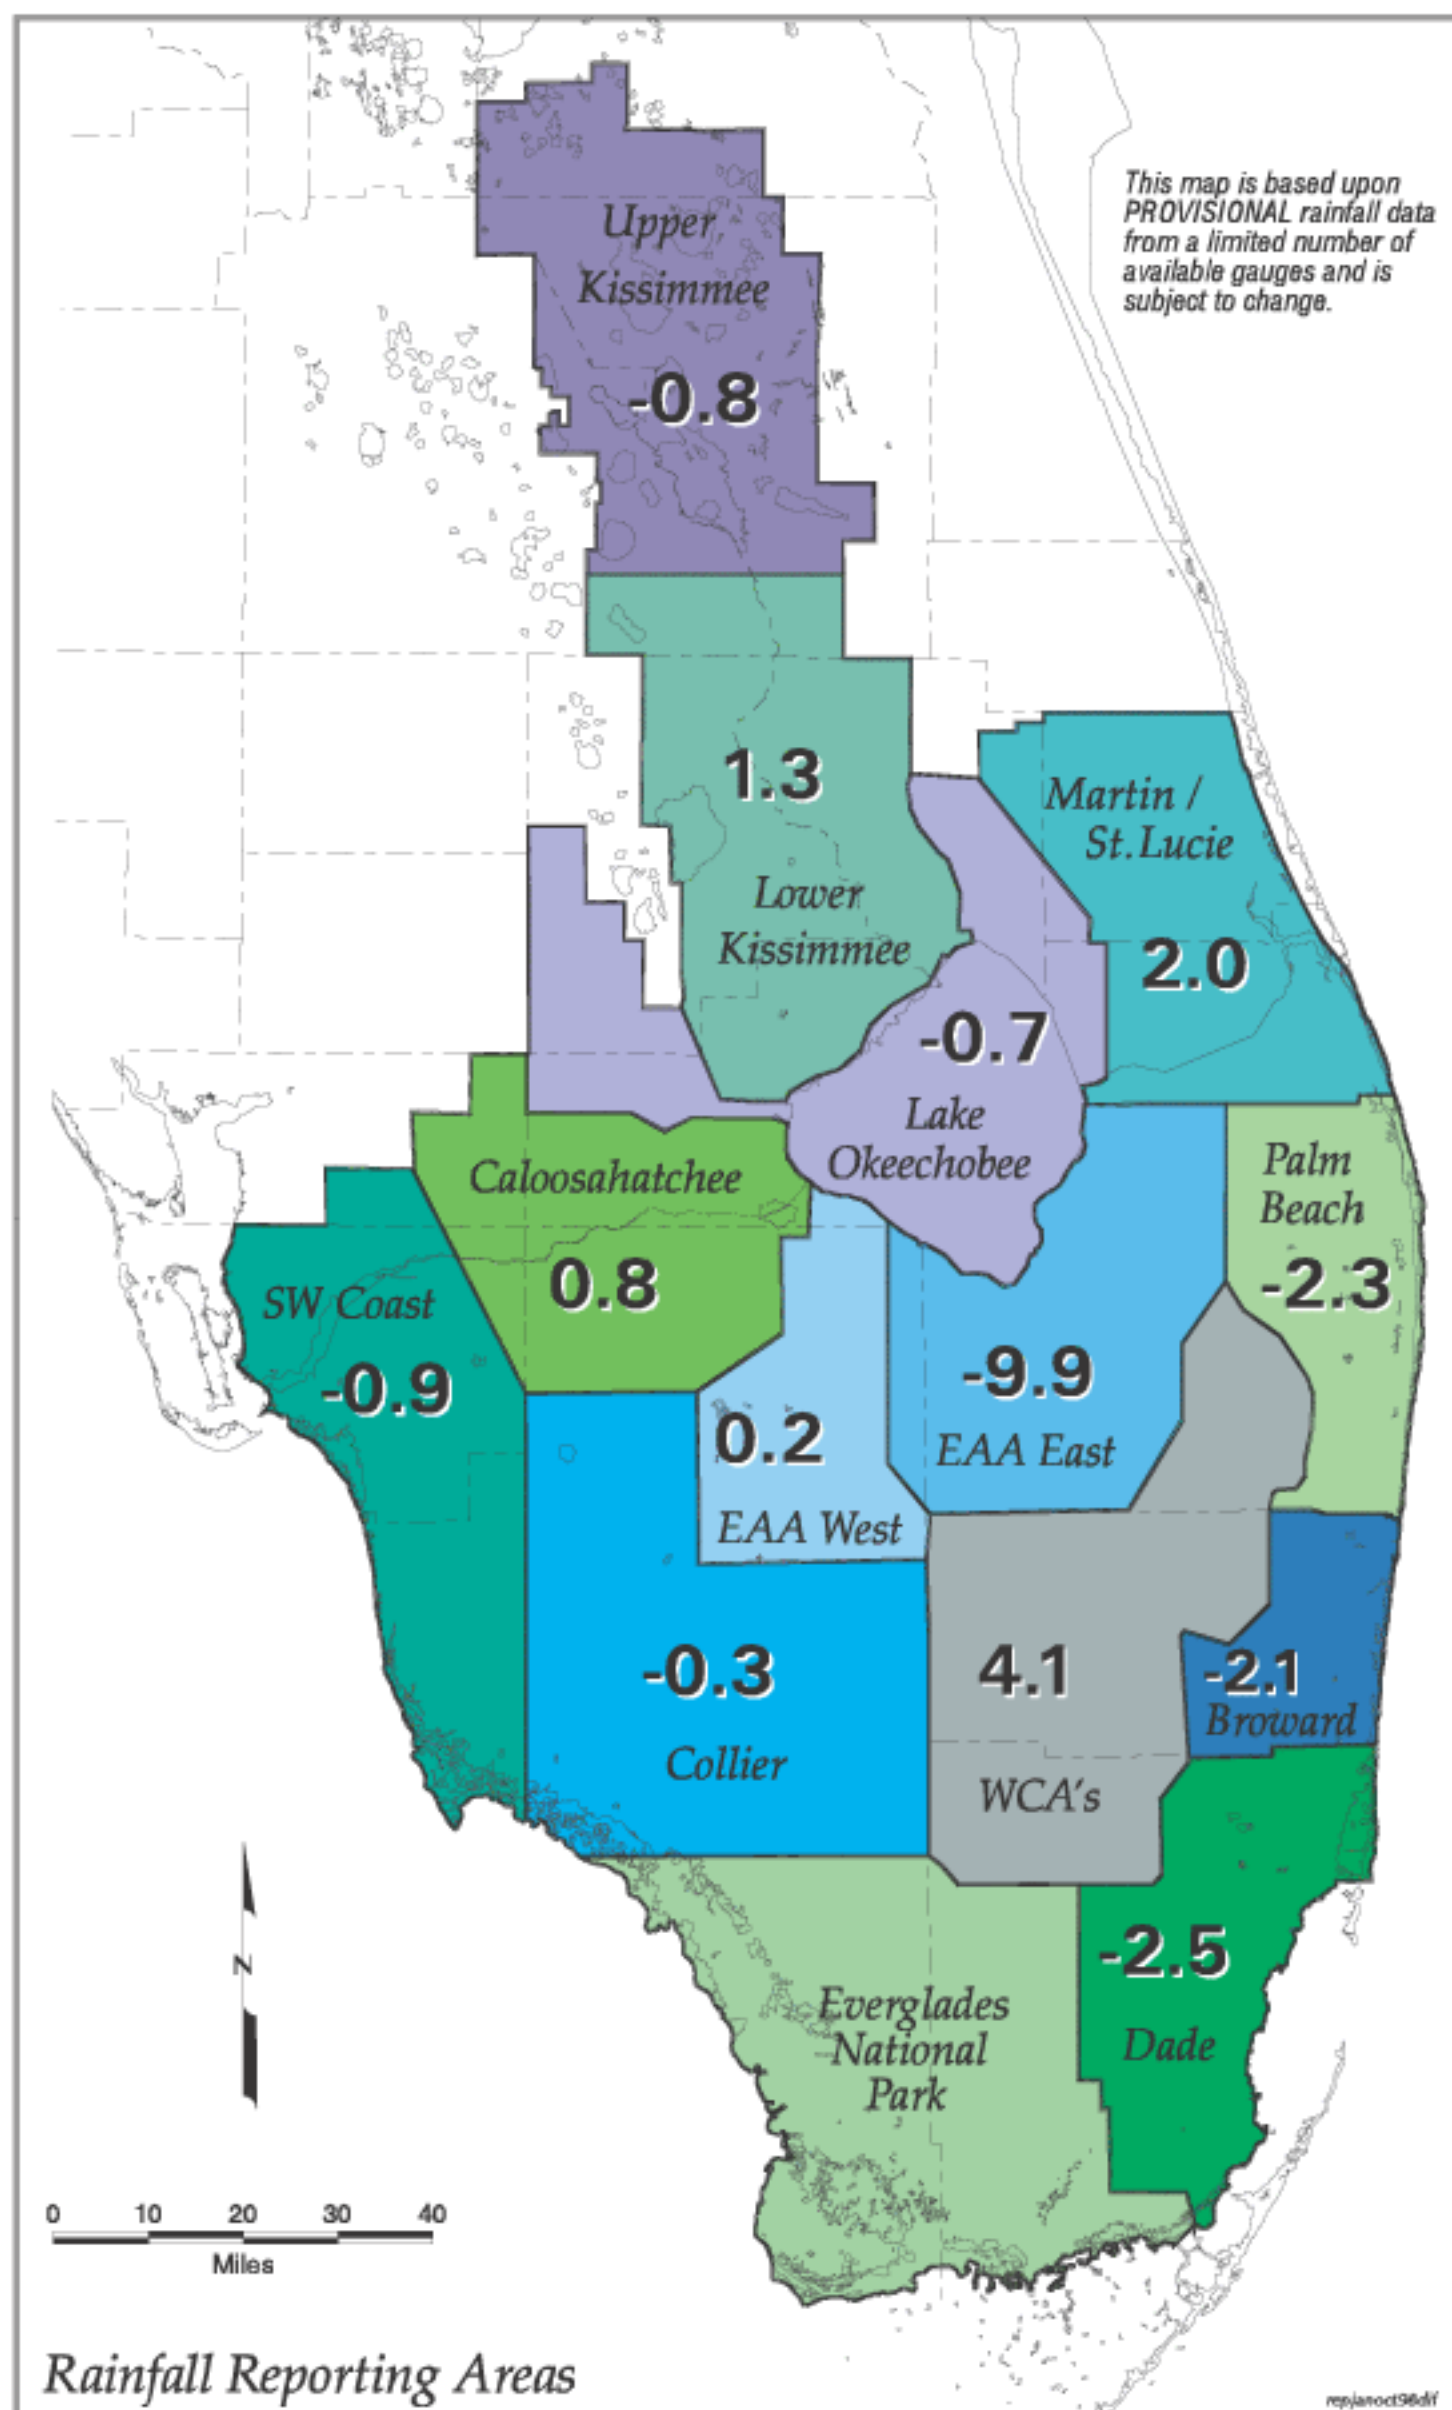 This map is based upon
PROVISIONAL rainfall data
from a limited number of
available gauges and is
subject to change.
Upper
Kissimmee
-0.8
1.3
Lower
Kissimmee
Martin /
St. Lucie
2.0
-0.7
Lake
Okeechobee
Caloosahatchee
0.8
Palm
Beach
-2.3
SW Coast
-0.9
-9.9
EAA East
0.2
EAA West
-0.3
Collier
4.1
WCA's
-2.1
Broward
-2.5
Dade
Everglades
National
Park
N
0 10 20 30 40
Miles
Rainfall Reporting Areas
repjanoct98dif